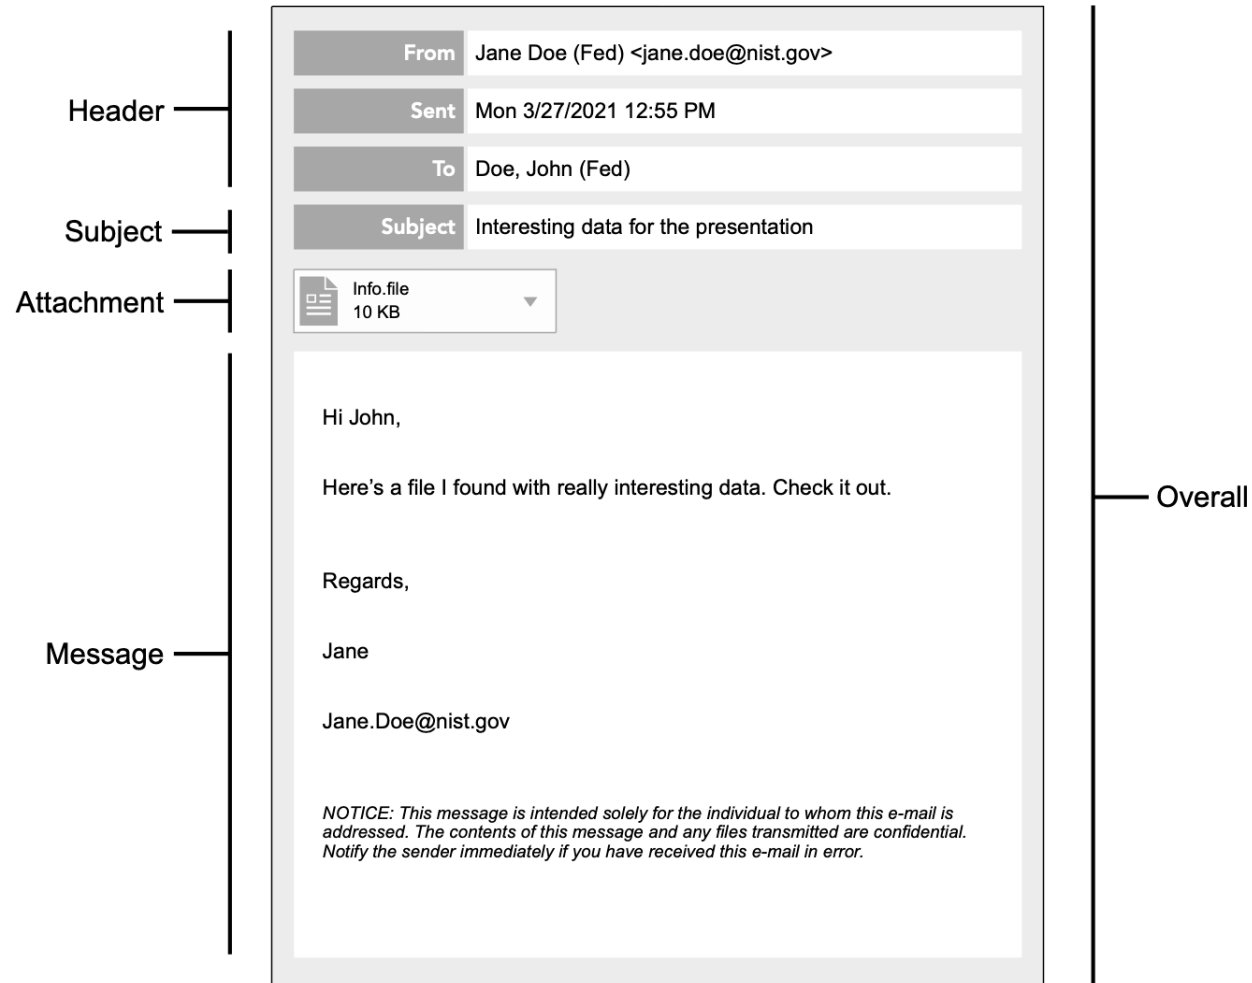 From Jane Doe (Fed) <jane.doe@nist.gov>
Header
Sent Mon 3/27/2021 12:55 PM
To Doe, John (Fed)
Subject
Subject Interesting data for the presentation
Attachment
Info.file
10 KB
Hi John,
Here’s a file I found with really interesting data. Check it out.
Overall
Regards,
Message
Jane
Jane.Doe@nist.gov
NOTICE: This message is intended solely for the individual to whom this e-mail is
addressed. The contents of this message and any files transmitted are confidential.
Notify the sender immediately if you have received this e-mail in error.